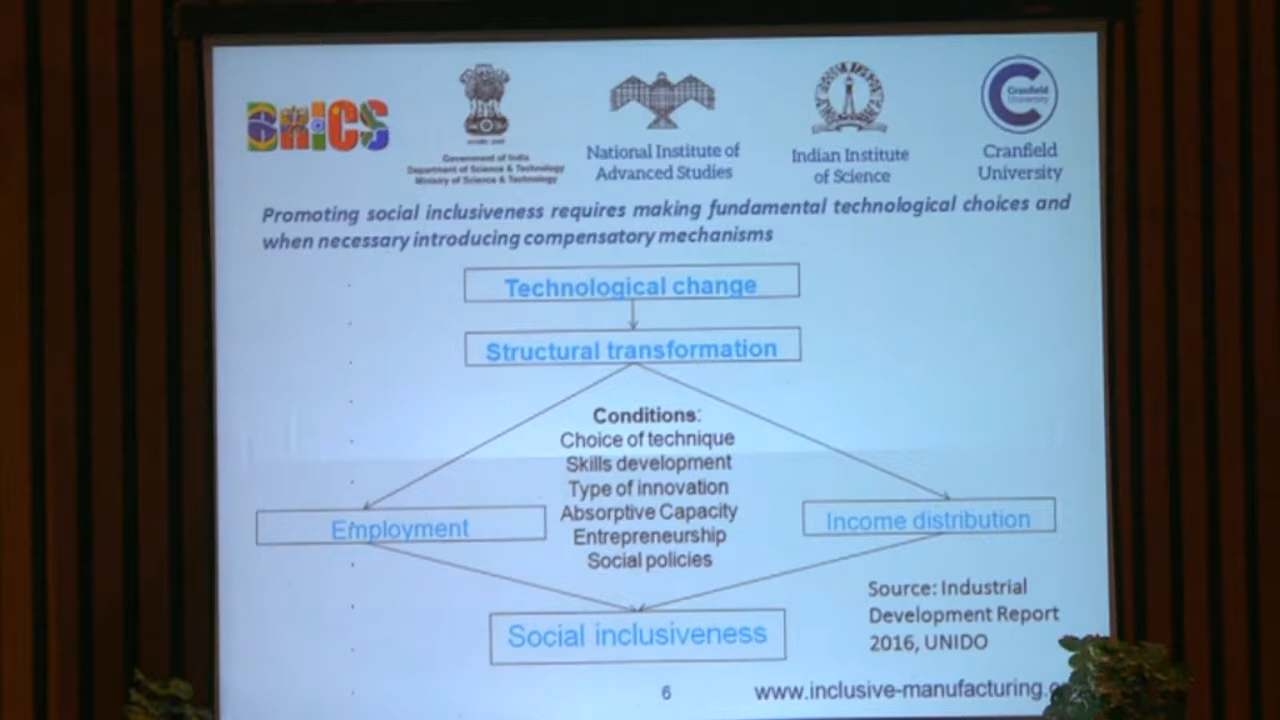 BRICS
Government of India
Department of Science & Technology
Ministry of Science & Technology
National Institute of
Advanced Studies
Indian Institute
of Science
Cranfield
University
Cranfield
University
Promoting social inclusiveness requires making fundamental technological choices and
when necessary introducing compensatory mechanisms
Technological change
Structural transformation
Conditions:
Choice of technique
Skills development
Type of innovation
Absorptive Capacity
Entrepreneurship
Social policies
Employment
Income distribution
Social inclusiveness
Source: Industrial
Development Report
2016, UNIDO
6
www.inclusive-manufacturing.